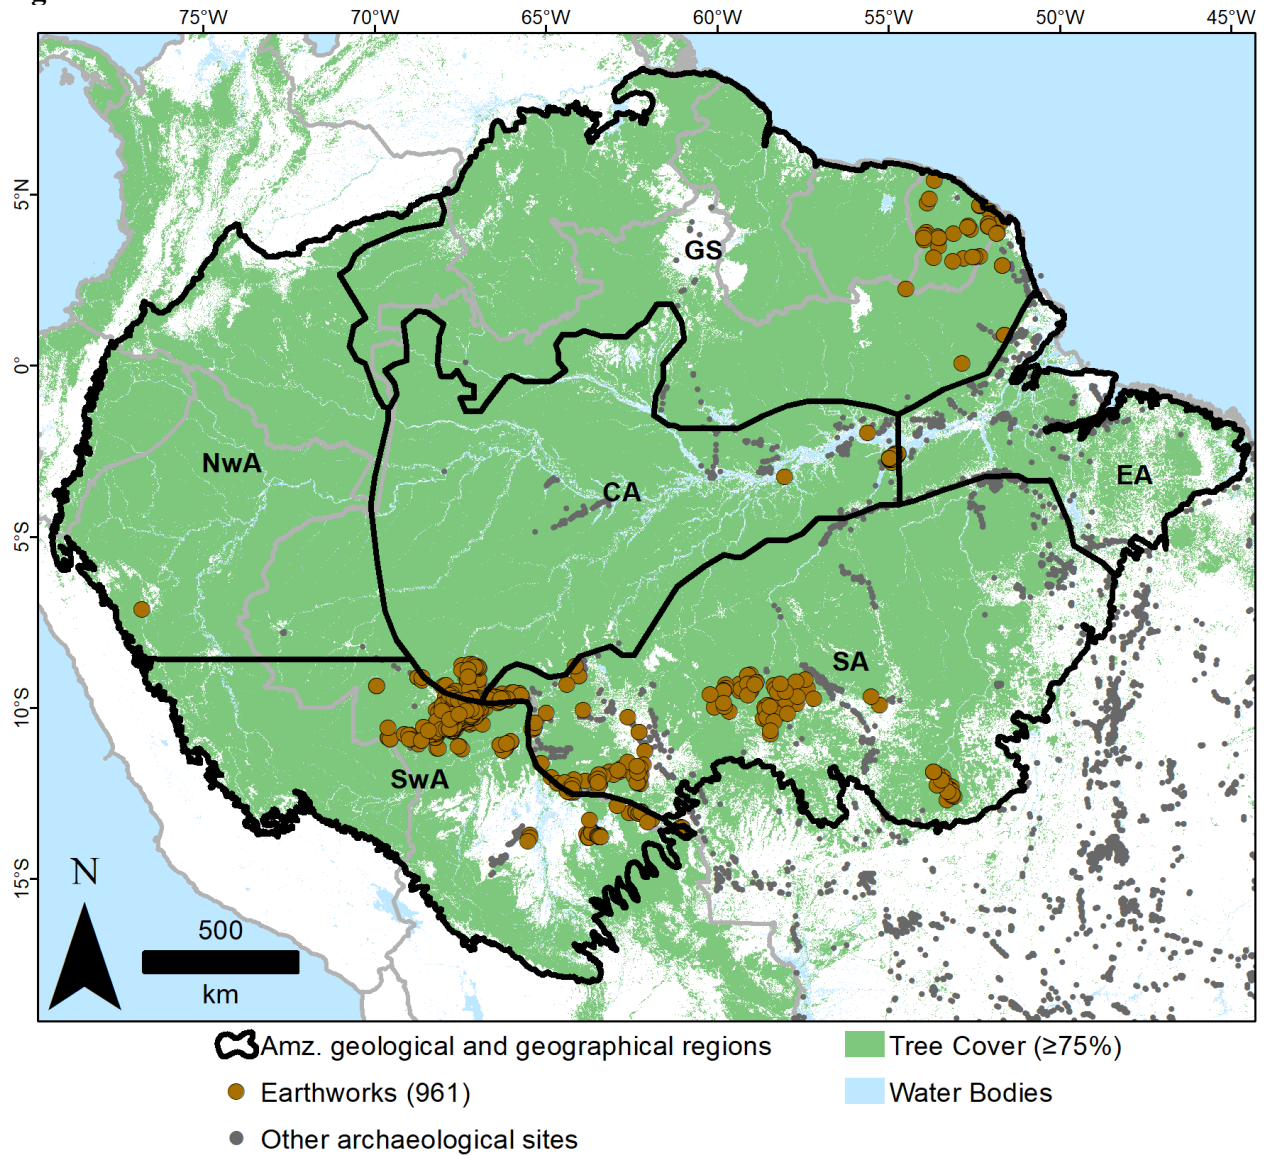 75°W 70°W 65°W 60°W 55°W 50°W 45°W
5°N
0°
5°S
10°S
15°S
GS
NwA
CA
EA
SA
SwA
N
500
km
Amz. geological and geographical regions
Tree Cover (≥75%)
Earthworks (961)
Water Bodies
Other archaeological sites